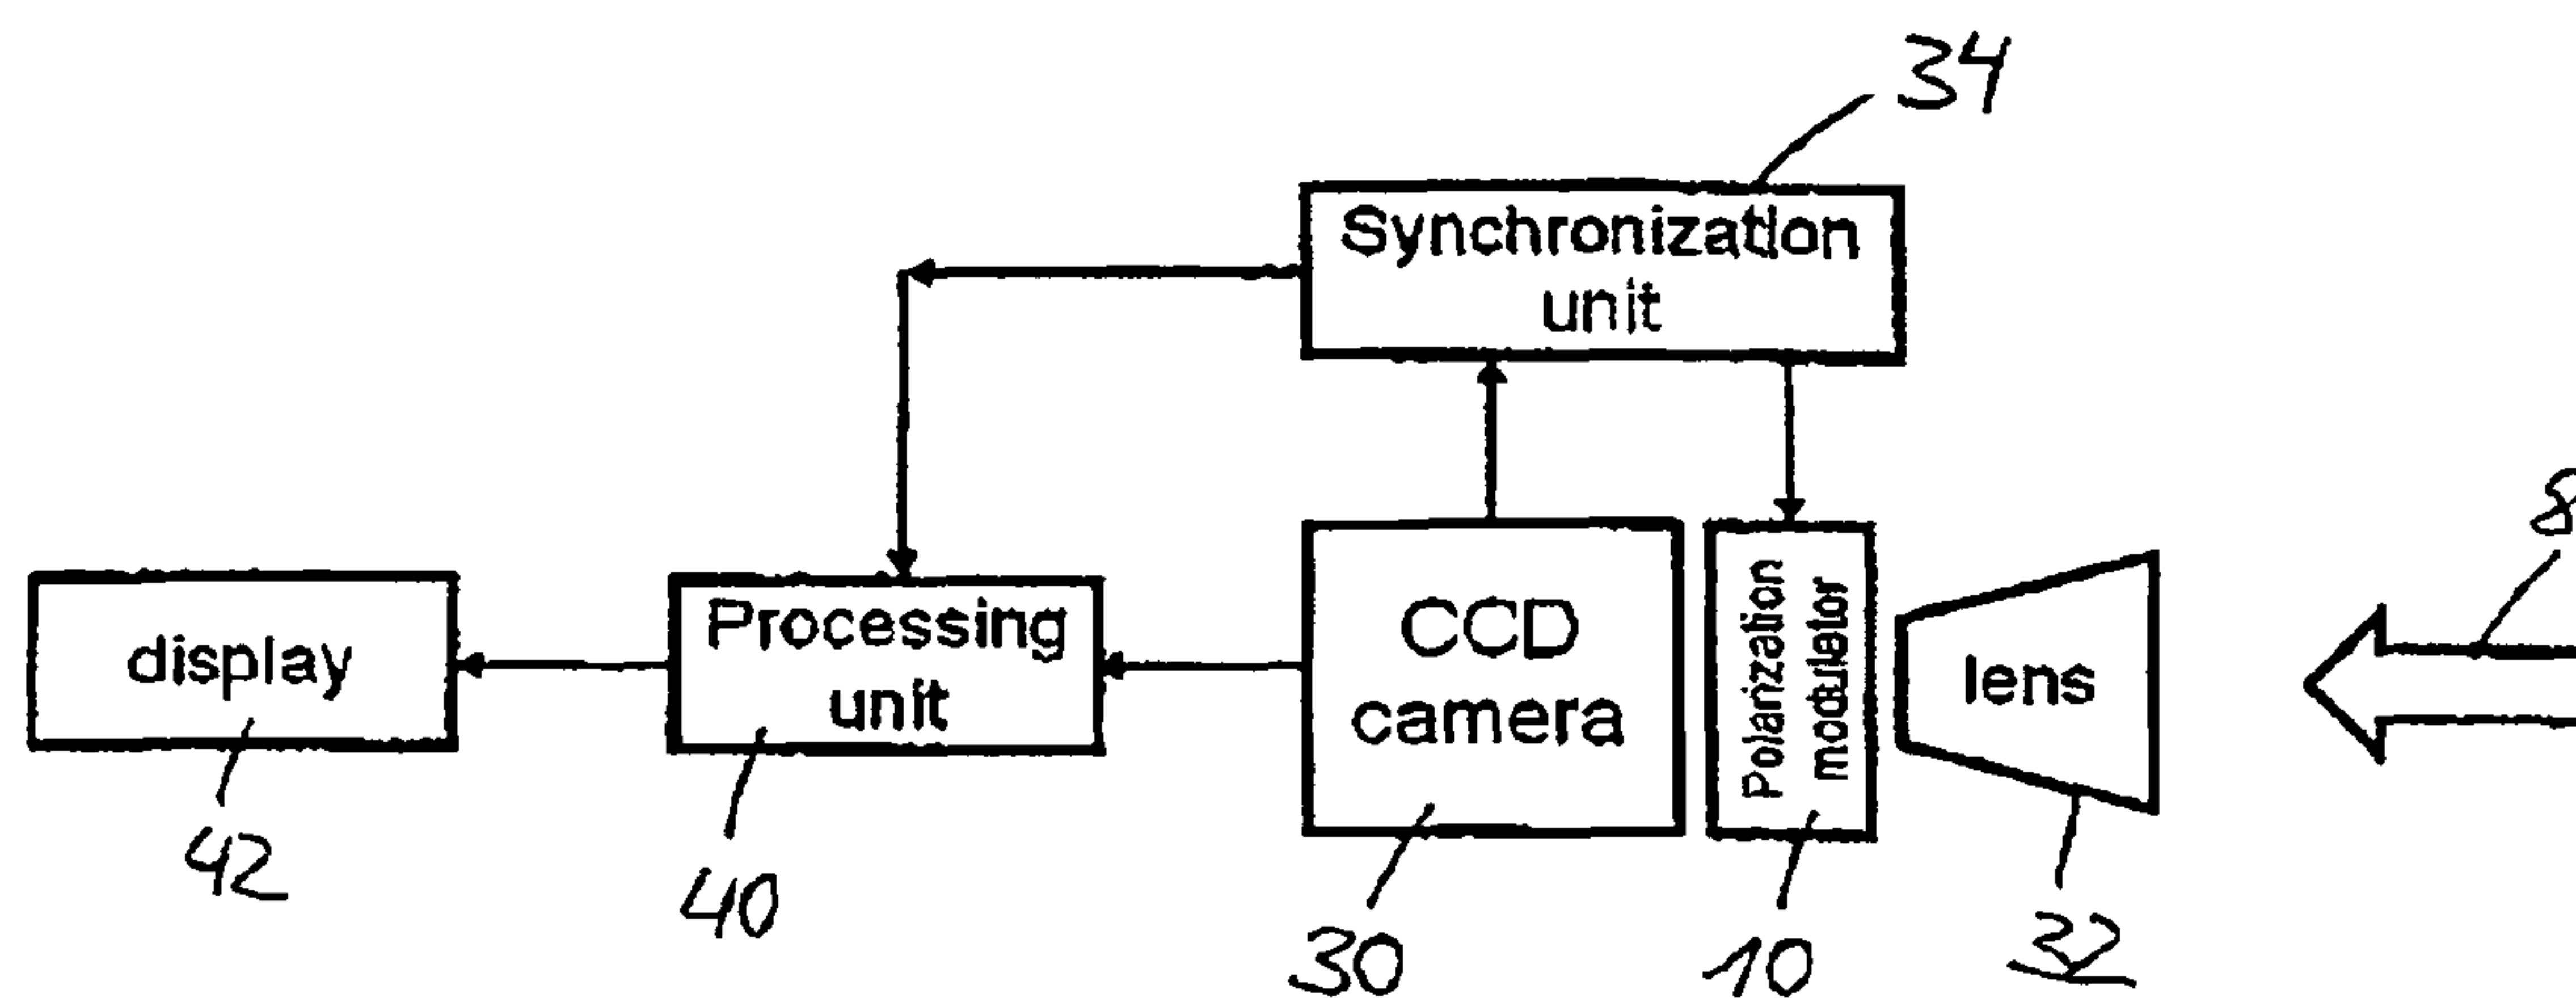 34
Synchronization
unit
8
display
Processing
unit
CCD
camera
Polarization
modulator
lens
42
40
30
10
32